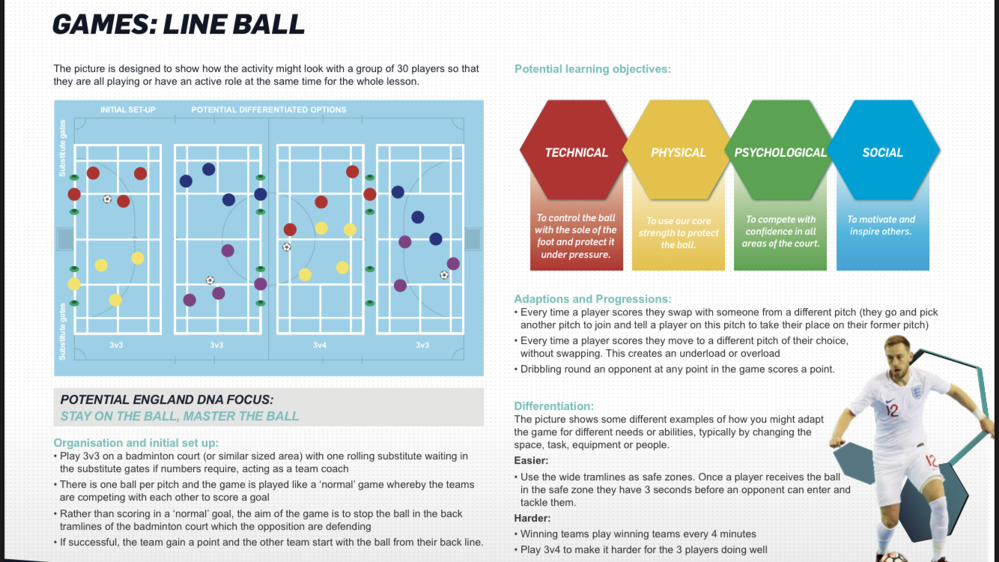 GAMES: LINE BALL
The picture is designed to show how the activity might look with a group of 30 players so that
they are all playing or have an active role at the same time for the whole lesson.
INITIAL SET-UP
POTENTIAL DIFFERENTIATED OPTIONS
Substitute gates
Substitute gates
3v3
3v3
3v4
3v3
POTENTIAL ENGLAND DNA FOCUS:
STAY ON THE BALL, MASTER THE BALL
Organisation and initial set up:
• Play 3v3 on a badminton court (or similar sized area) with one rolling substitute waiting in
the substitute gates if numbers require, acting as a team coach
• There is one ball per pitch and the game is played like a ‘normal’ game whereby the teams
are competing with each other to score a goal
• Rather than scoring in a ‘normal’ goal, the aim of the game is to stop the ball in the back
tramlines of the badminton court which the opposition are defending
• If successful, the team gain a point and the other team start with the ball from their back line.
Potential learning objectives:
TECHNICAL
PHYSICAL
PSYCHOLOGICAL
SOCIAL
To control the ball
with the sole of the
foot and protect it
under pressure.
To use our core
strength to protect
the ball.
To compete with
confidence in all
areas of the court.
To motivate and
inspire others.
Adaptions and Progressions:
• Every time a player scores they swap with someone from a different pitch (they go and pick
another pitch to join and tell a player on this pitch to take their place on their former pitch)
• Every time a player scores they move to a different pitch of their choice,
without swapping. This creates an underload or overload
• Dribbling round an opponent at any point in the game scores a point.
Differentiation:
The picture shows some different examples of how you might adapt
the game for different needs or abilities, typically by changing the
space, task, equipment or people.
Easier:
• Use the wide tramlines as safe zones. Once a player receives the ball
in the safe zone they have 3 seconds before an opponent can enter and
tackle them.
Harder:
• Winning teams play winning teams every 4 minutes
• Play 3v4 to make it harder for the 3 players doing well
12
12